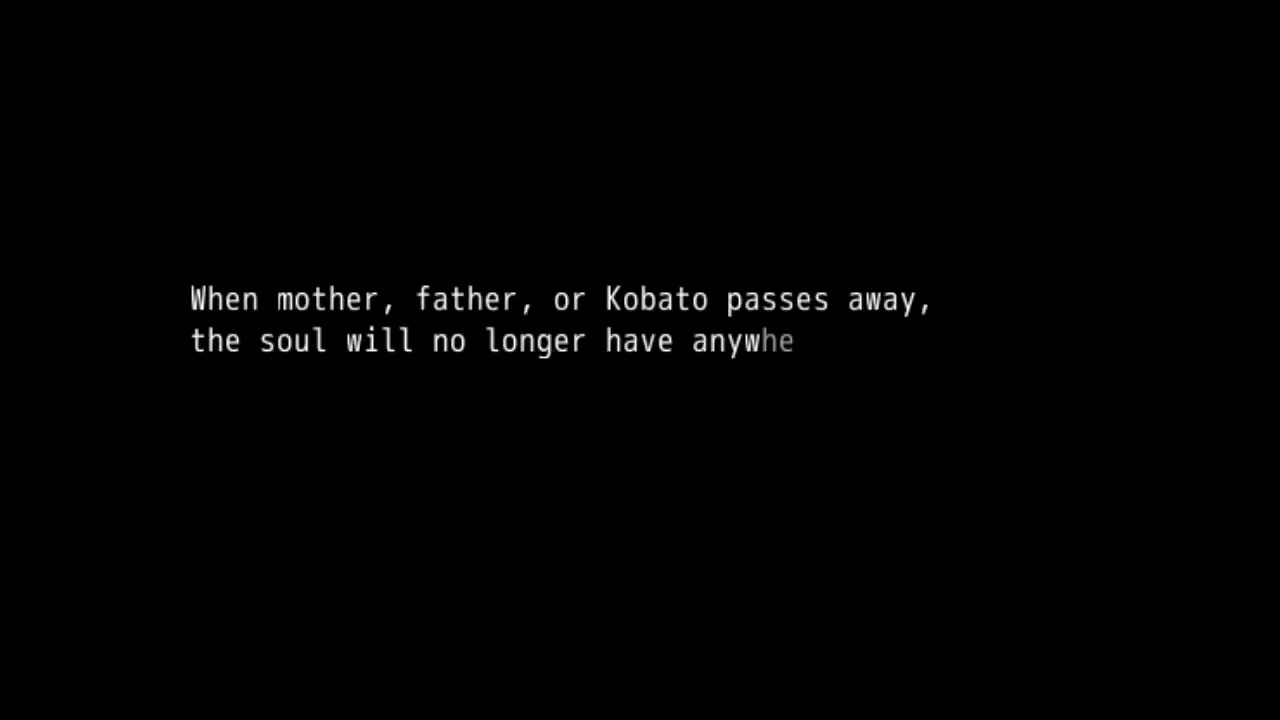 When mother, father, or Kobato passes away,
the soul will no longer have anywhe